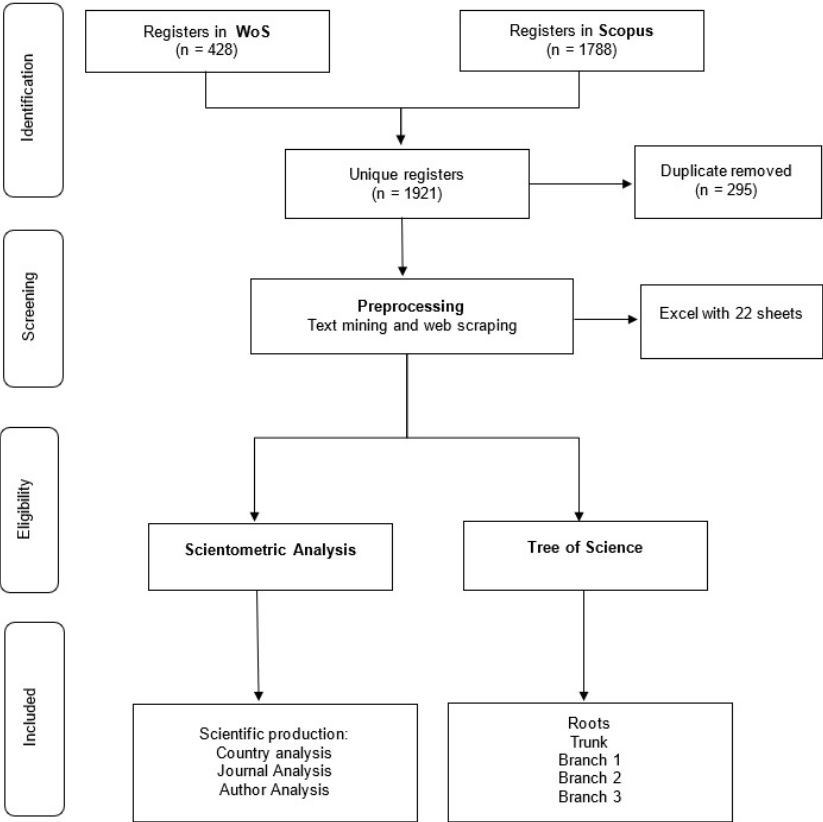 Identification
Registers in WoS
(n = 428)
Registers in Scopus
(n = 1788)
Unique registers
(n = 1921)
Duplicate removed
(n = 295)
Screening
Preprocessing
Text mining and web scraping
Excel with 22 sheets
Eligibility
Scientometric Analysis
Tree of Science
Included
Scientific production:
Country analysis
Journal Analysis
Author Analysis
Roots
Trunk
Branch 1
Branch 2
Branch 3